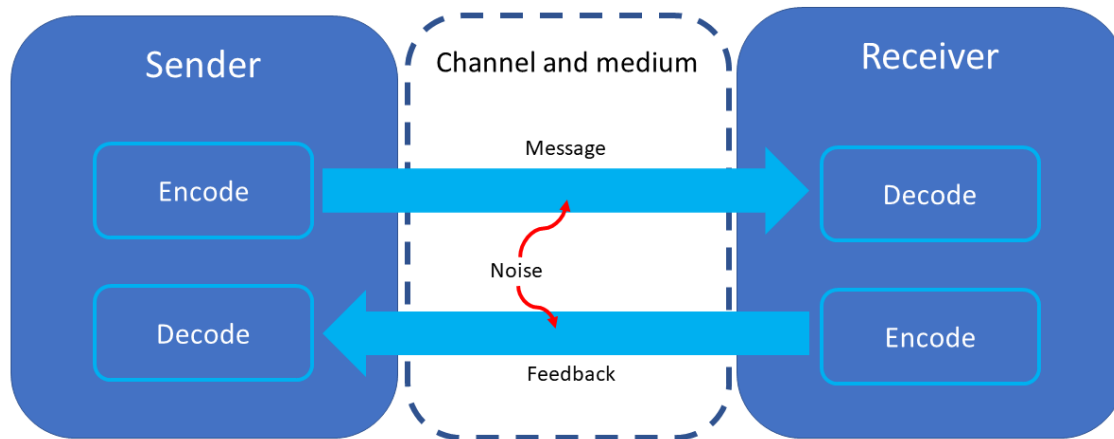 Sender
Channel and medium
Receiver
Message
Encode
Decode
Noise
Decode
Encode
Feedback